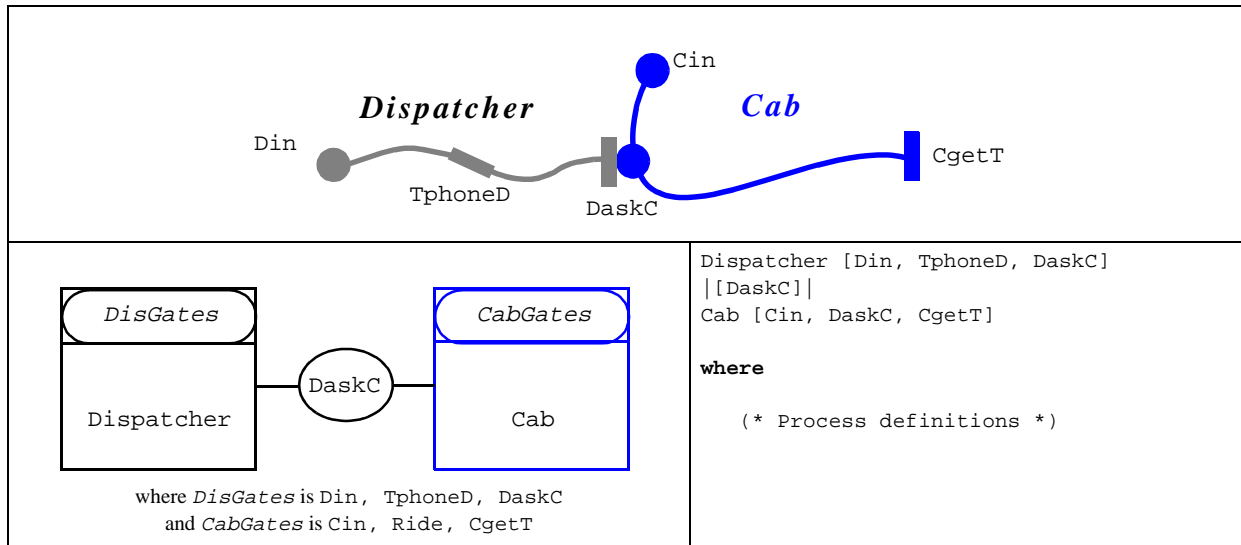 Cin
Dispatcher
Cab
Din
CgetT
TphoneD
DaskC
DisGates
CabGates
DaskC
Dispatcher
Cab
where DisGates is Din, TphoneD, DaskC
and CabGates is Cin, Ride, CgetT
Dispatcher [Din, TphoneD, DaskC]
|[DaskC]|
Cab [Cin, DaskC, CgetT]
where
(* Process definitions *)